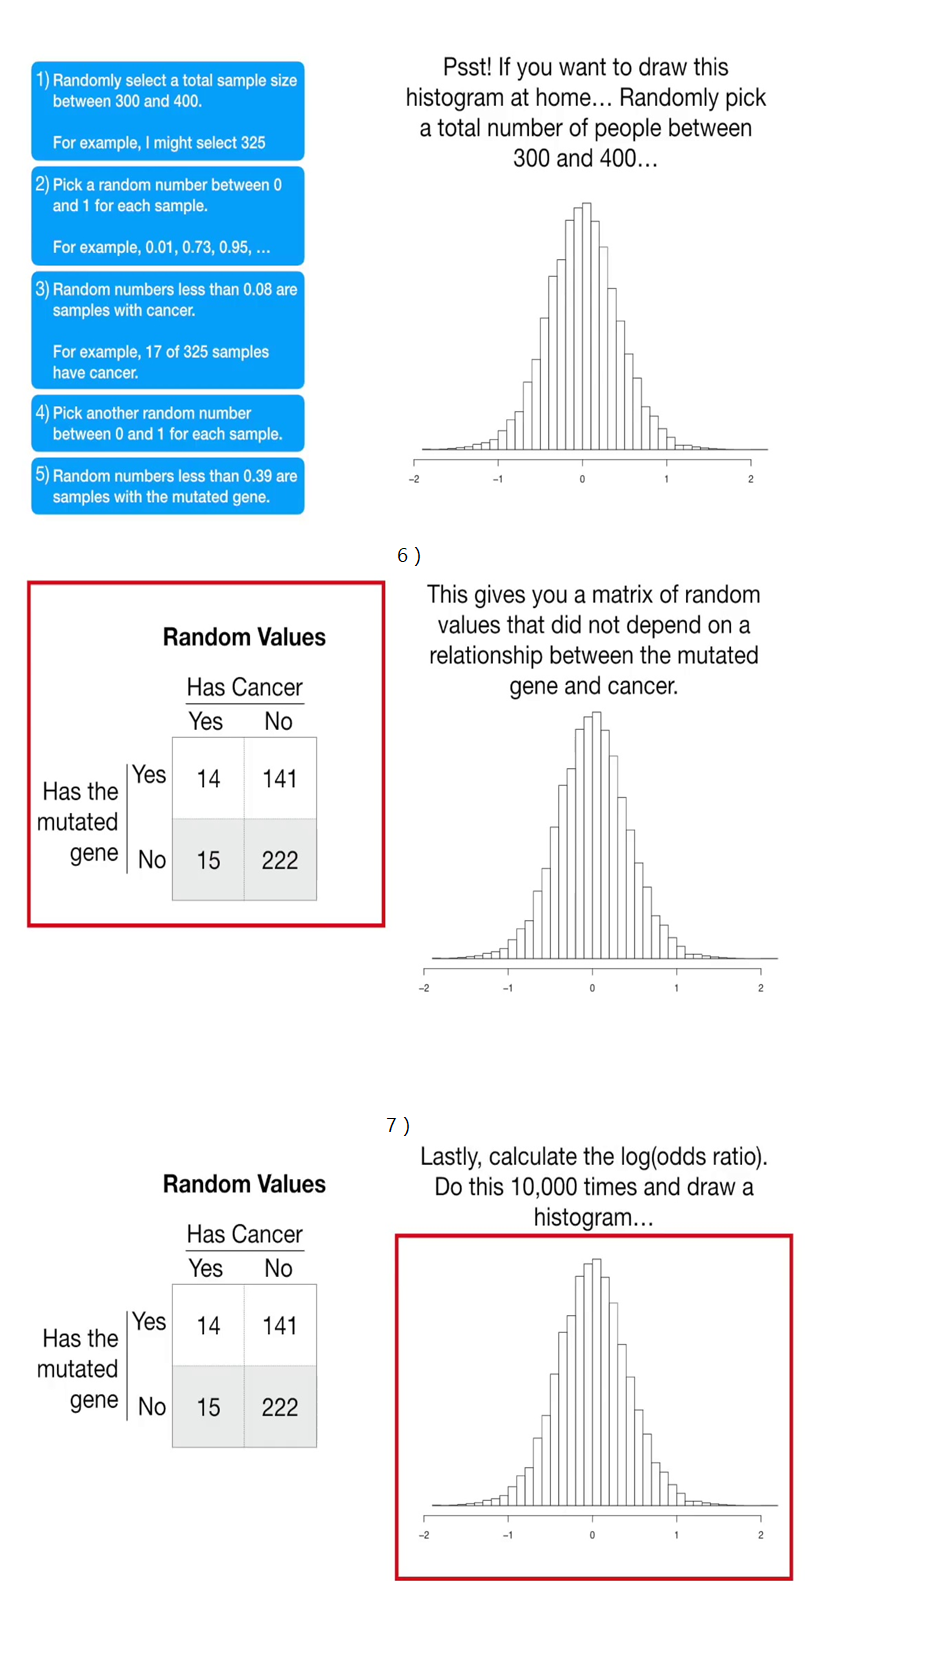 1) Randomly select a total sample size
between 300 and 400.
For example, I might select 325
2) Pick a random number between 0
and 1 for each sample.
For example, 0.01, 0.73, 0.95, ...
3) Random numbers less than 0.08 are
samples with cancer.
For example, 17 of 325 samples
have cancer.
4) Pick another random number
between 0 and 1 for each sample.
5) Random numbers less than 0.39 are
samples with the mutated gene.
Psst! If you want to draw this
histogram at home... Randomly pick
a total number of people between
300 and 400...
-2 -1 0 1 2
6 )
Random Values
Has Cancer
Yes No
Has the
mutated
gene
Yes 14 141
No 15 222
This gives you a matrix of random
values that did not depend on a
relationship between the mutated
gene and cancer.
-2 -1 0 1 2
7 )
Random Values
Has Cancer
Yes No
Has the
mutated
gene
Yes 14 141
No 15 222
Lastly, calculate the log(odds ratio).
Do this 10,000 times and draw a
histogram...
-2 -1 0 1 2